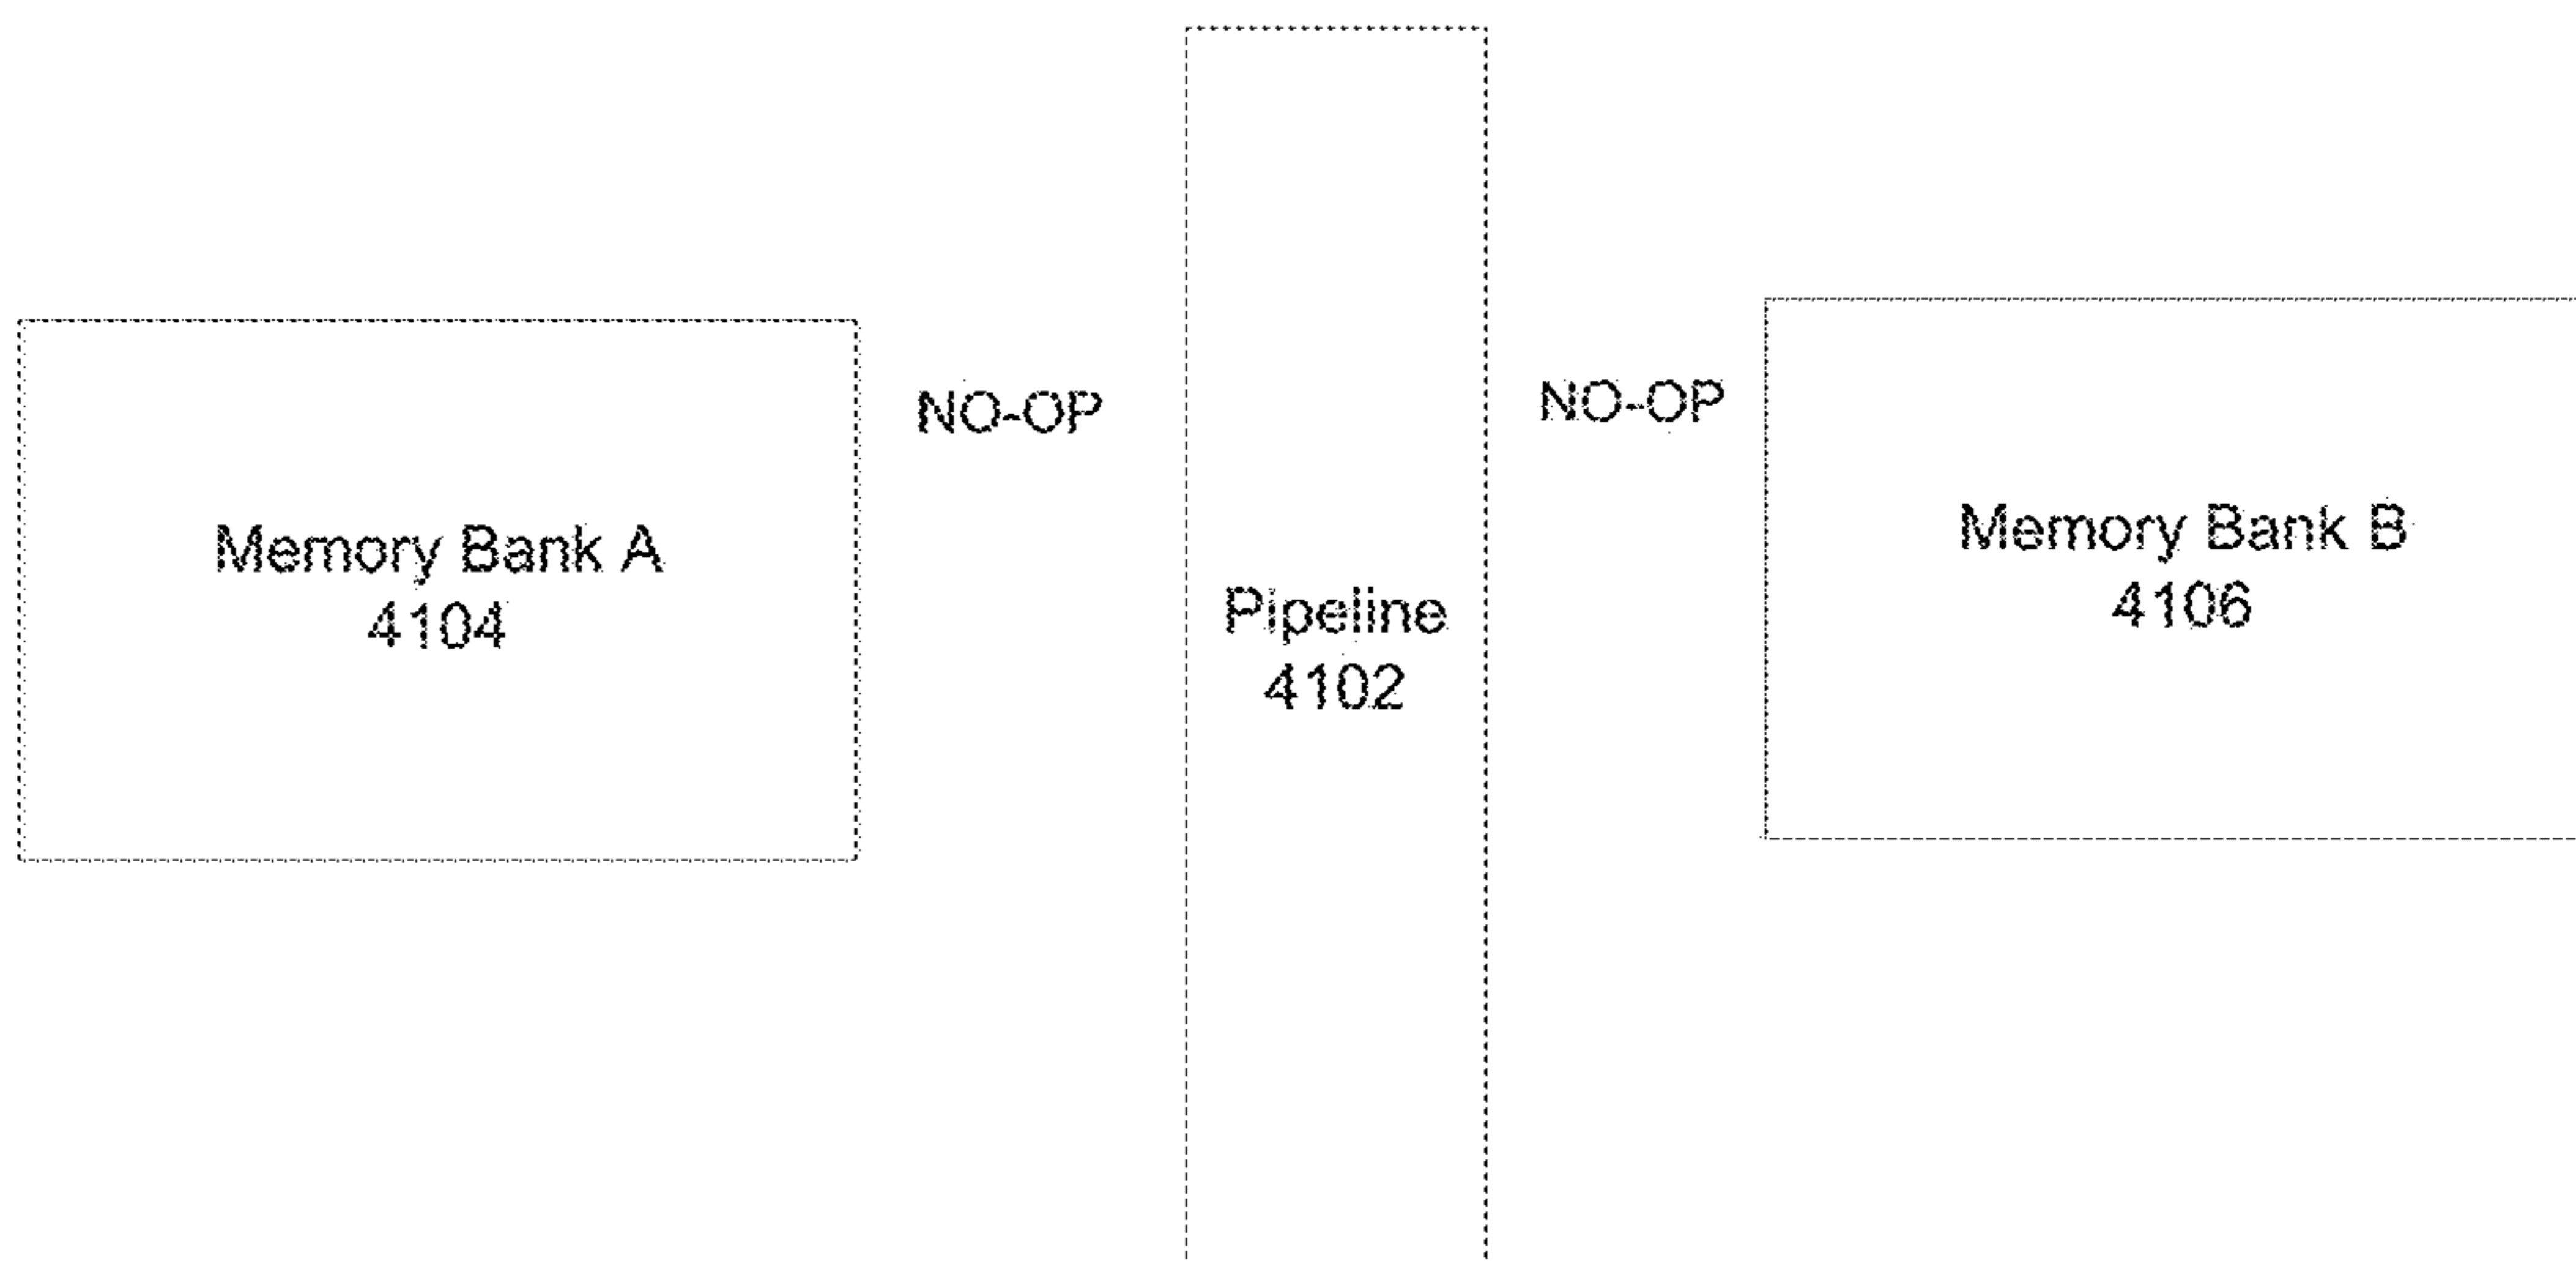 NO-OP
NO-OP
Memory Bank A
4104
Pipeline
4102
Memory Bank B
4106